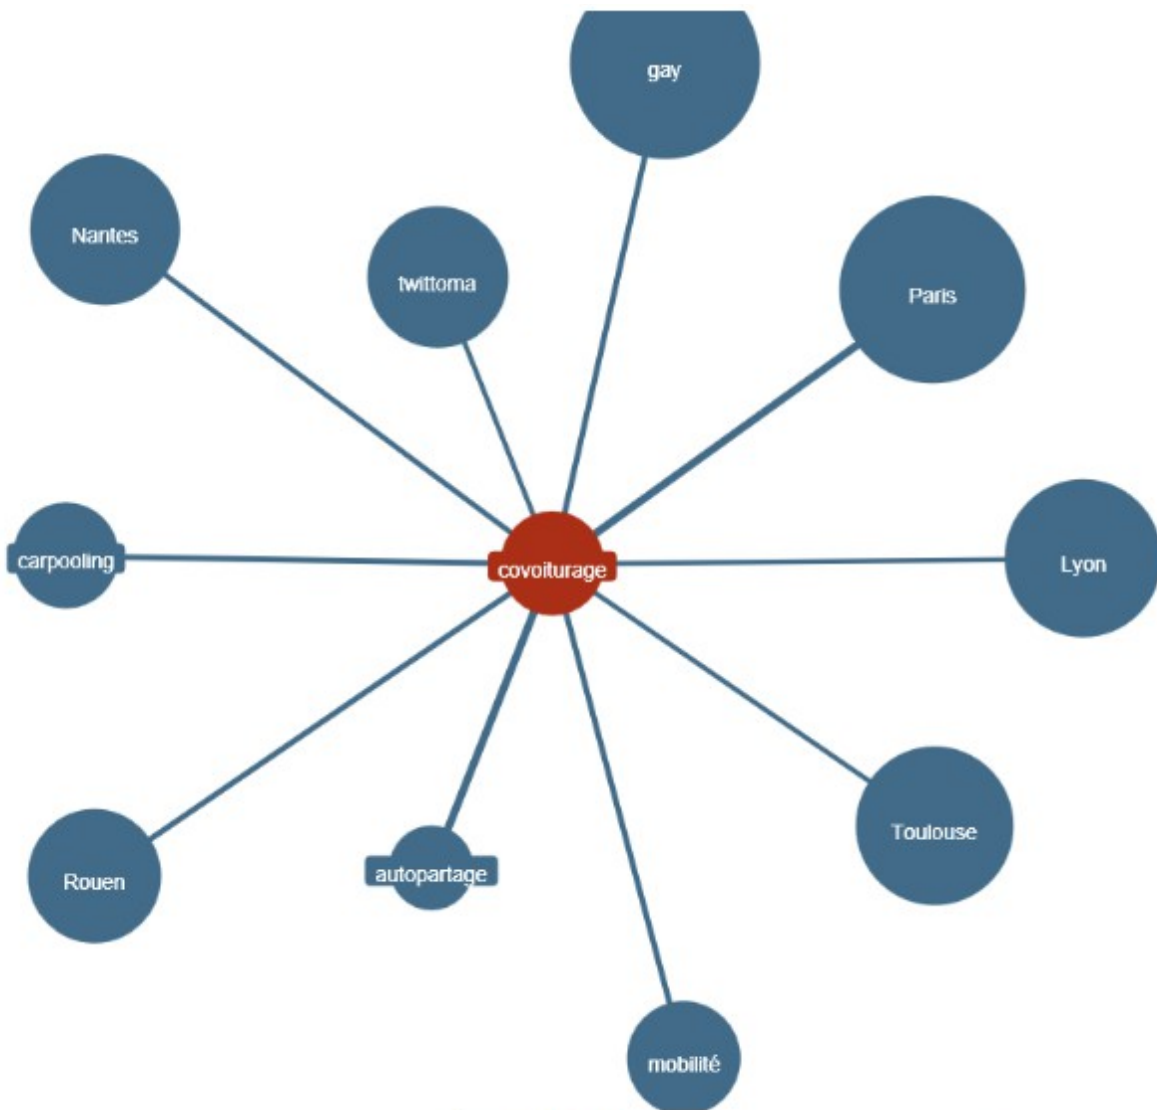 gay
Nantes
twittoma
Paris
carpooling
covoiturage
Lyon
Toulouse
Rouen
autopartage
mobilité